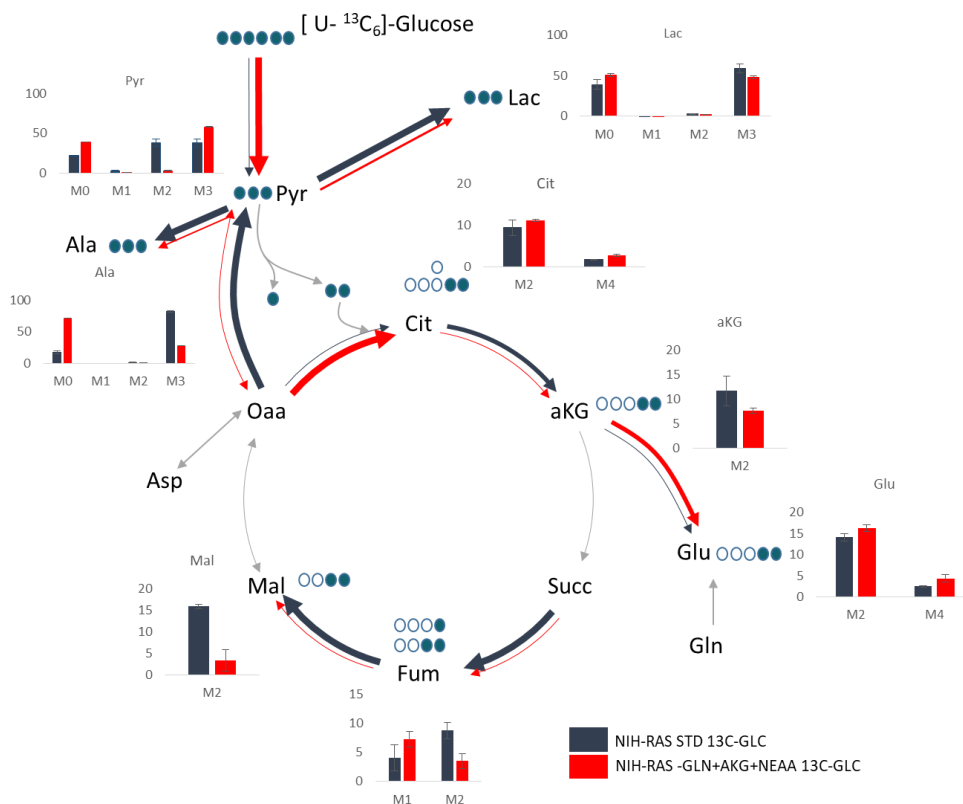 [ U- ¹³C₆]-Glucose
Lac
100
50
0
M0 M1 M2 M3
Pyr
100
50
0
M0 M1 M2 M3
Lac
Pyr
Cit
20
10
0
M2 M4
Ala
Ala
100
50
0
M0 M1 M2 M3
Cit
aKG
20
15
10
5
0
M2
Oaa
aKG
Asp
Glu
20
15
10
5
0
M2 M4
Glu
Mal
20
15
10
5
0
M2
Mal
Succ
Gln
Fum
15
10
5
0
M1 M2
NIH-RAS STD 13C-GLC
NIH-RAS -GLN+AKG+NEAA 13C-GLC